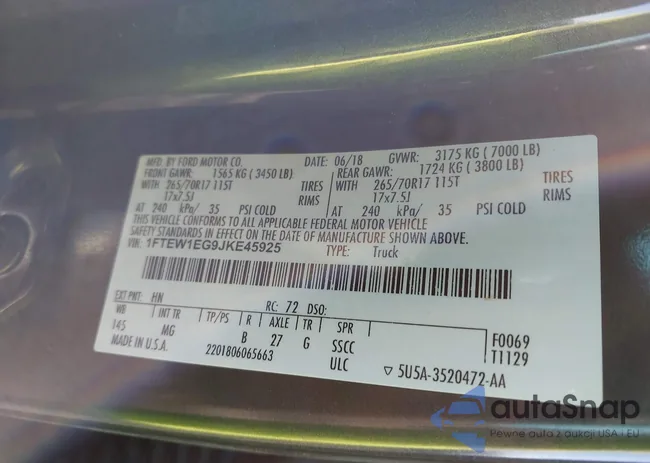 MFD. BY FORD MOTOR CO. DATE: 06/18 GVWR: 3175 KG ( 7000 LB)
FRONT GAWR: 1565 KG ( 3450 LB) REAR GAWR: 1724 KG ( 3800 LB)
WITH 265/70R17 115T TIRES WITH 265/70R17 115T TIRES
17x7.5J RIMS 17x7.5J RIMS
AT 240 kPa/ 35 PSI COLD AT 240 kPa/ 35 PSI COLD
THIS VEHICLE CONFORMS TO ALL APPLICABLE FEDERAL MOTOR VEHICLE
SAFETY STANDARDS IN EFFECT ON THE DATE OF MANUFACTURE SHOWN ABOVE.
VIN: 1FTEW1EG9JKE45925 TYPE: Truck
EXT PNT: HN RC: 72 DSO:
WB INT TR TP/PS R AXLE TR SPR F0069
145 MG B 27 G SSCC T1129
MADE IN U.S.A. 2201806065663 ULC ▽ 5U5A-3520472-AA
autaSnap
Pewne auta z aukcji USA i EU